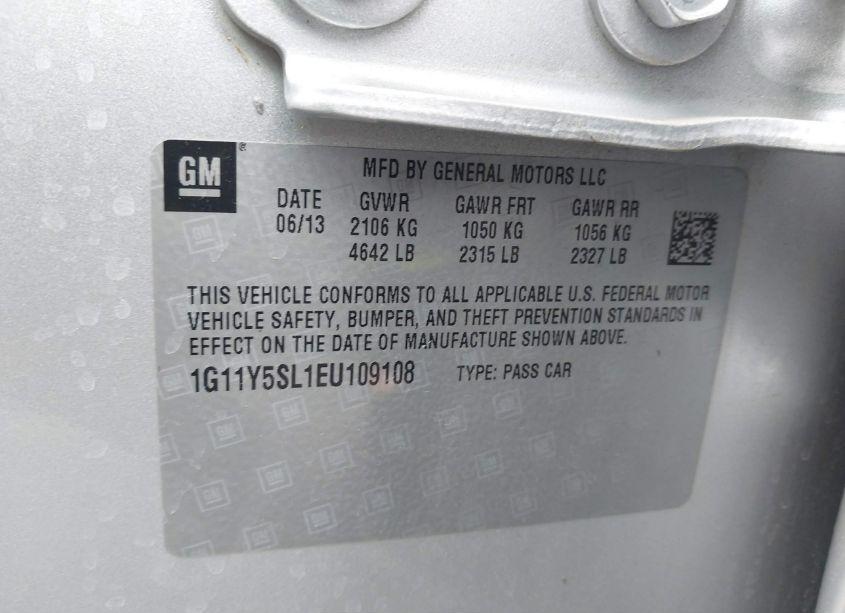 GM
MFD BY GENERAL MOTORS LLC
DATE GVWR GAWR FRT GAWR RR
06/13 2106 KG 1050 KG 1056 KG
4642 LB 2315 LB 2327 LB
THIS VEHICLE CONFORMS TO ALL APPLICABLE U.S. FEDERAL MOTOR
VEHICLE SAFETY, BUMPER, AND THEFT PREVENTION STANDARDS IN
EFFECT ON THE DATE OF MANUFACTURE SHOWN ABOVE.
1G11Y5SL1EU109108 TYPE: PASS CAR